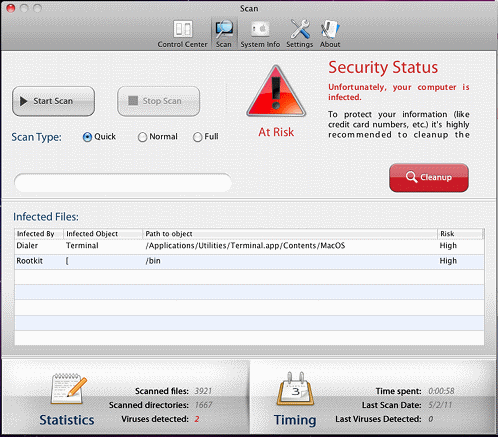 Scan
Control Center Scan System Info Settings About
Start Scan Stop Scan
Scan Type: Quick Normal Full
At Risk
Security Status
Unfortunately, your computer is
infected.
To protect your information (like
credit card numbers, etc.) it's highly
recommended to cleanup the
Cleanup
Infected Files:
Infected By Infected Object Path to object Risk
Dialer Terminal /Applications/Utilities/Terminal.app/Contents/MacOS High
Rootkit [ /bin High
Statistics
Scanned files: 3921
Scanned directories: 1667
Viruses detected: 2
3
Timing
Time spent: 0:00:58
Last Scan Date: 5/2/11
Last Viruses Detected: 0